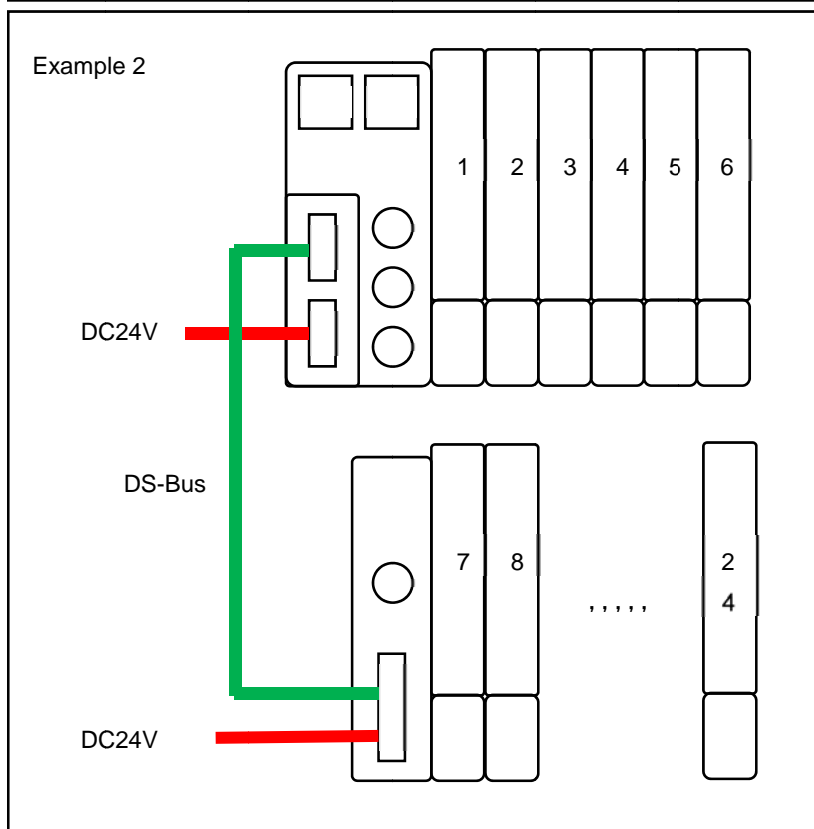 Example 2
1 2 3 4 5 6
DC24V
DS-Bus
7 8 , , , , , 2
4
DC24V